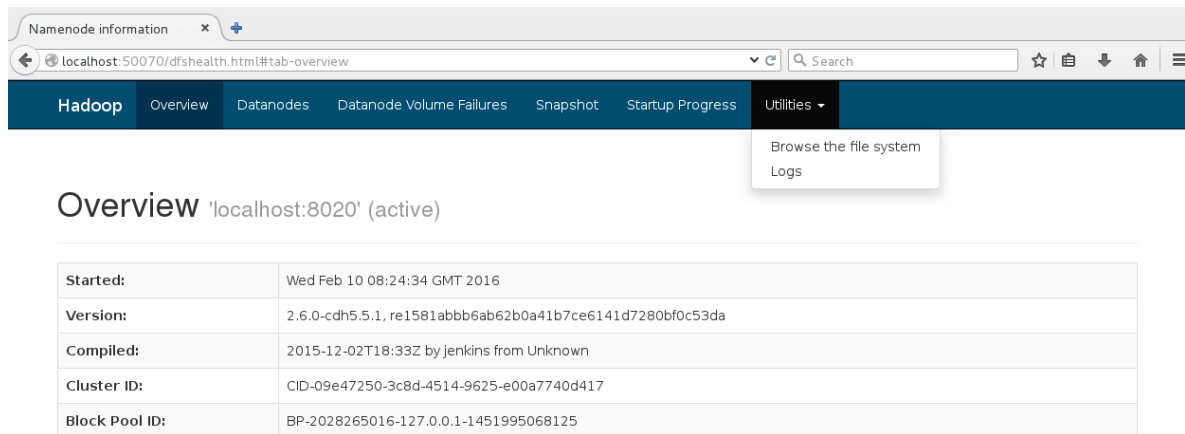 Namenode information
localhost:50070/dfshealth.html#tab-overview Search
Hadoop Overview Datanodes Datanode Volume Failures Snapshot Startup Progress Utilities
Browse the file system
Logs
Overview 'localhost:8020' (active)
Started: Wed Feb 10 08:24:34 GMT 2016
Version: 2.6.0-cdh5.5.1, re1581abbb6ab62b0a41b7ce6141d7280bf0c53da
Compiled: 2015-12-02T18:33Z by jenkins from Unknown
Cluster ID: CID-09e47250-3c8d-4514-9625-e00a7740d417
Block Pool ID: BP-2028265016-127.0.0.1-1451995068125